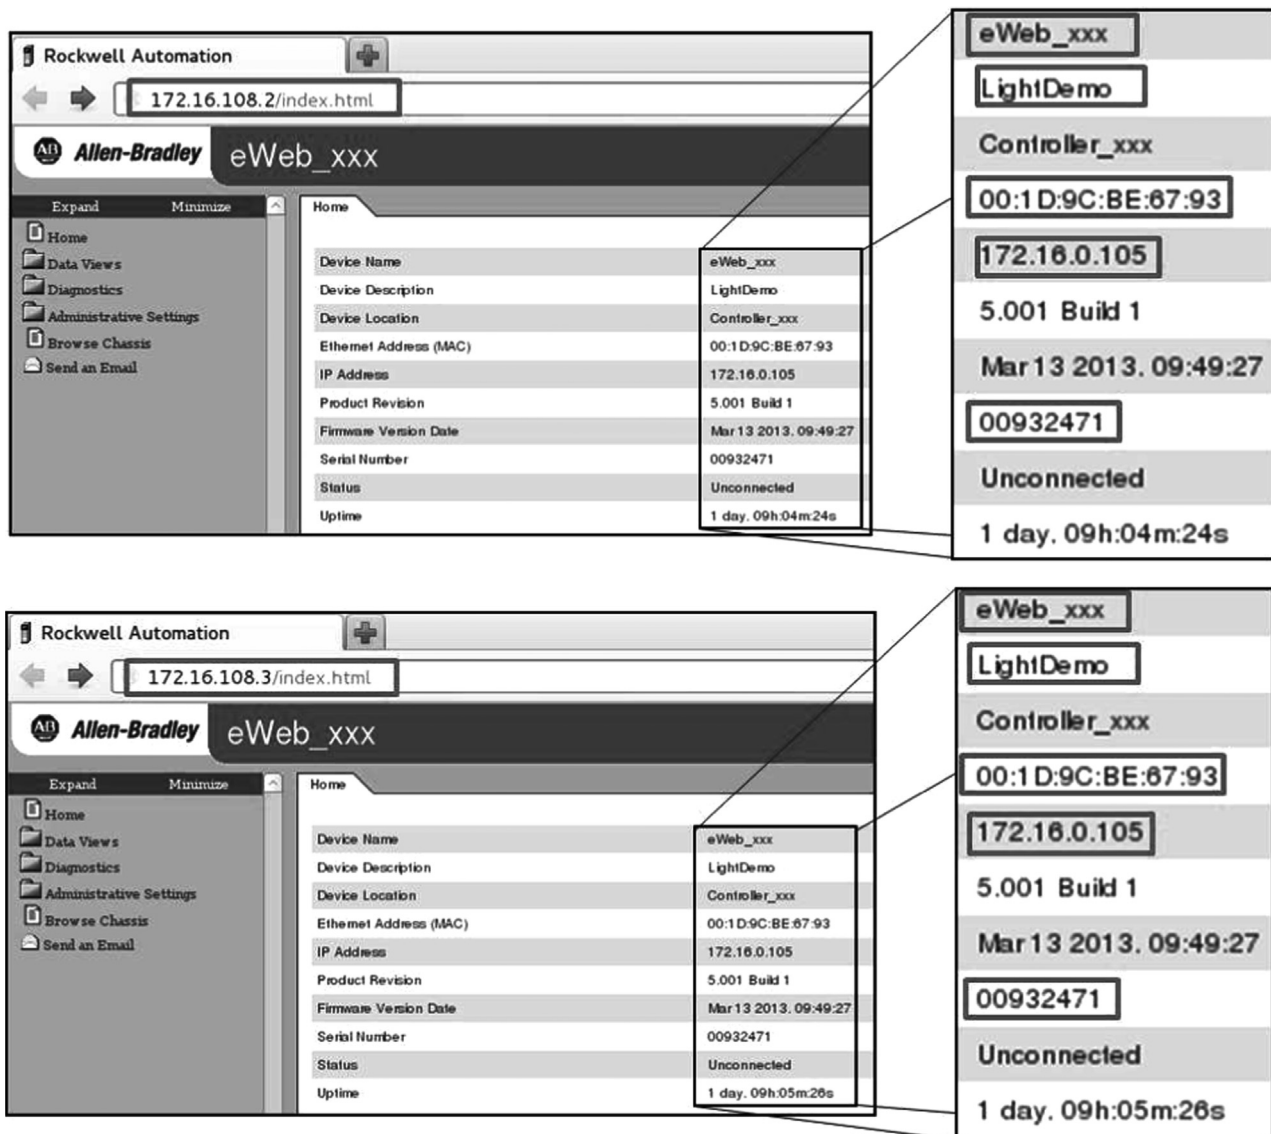 Rockwell Automation
172.16.108.2/index.html
AB Allen-Bradley eWeb_xxx
Expand Minimize Home
Home
Data Views
Diagnostics
Administrative Settings
Browse Chassis
Send an Email
Device Name eWeb_xxx
Device Description LightDemo
Device Location Controller_xxx
Ethernet Address (MAC) 00:1D:9C:BE:67:93
IP Address 172.16.0.105
Product Revision 5.001 Build 1
Firmware Version Date Mar 13 2013. 09:49:27
Serial Number 00932471
Status Unconnected
Uptime 1 day. 09h:04m:24s
eWeb_xxx
LightDemo
Controller_xxx
00:1D:9C:BE:67:93
172.16.0.105
5.001 Build 1
Mar 13 2013. 09:49:27
00932471
Unconnected
1 day. 09h:04m:24s
Rockwell Automation
172.16.108.3/index.html
AB Allen-Bradley eWeb_xxx
Expand Minimize Home
Home
Data Views
Diagnostics
Administrative Settings
Browse Chassis
Send an Email
Device Name eWeb_xxx
Device Description LightDemo
Device Location Controller_xxx
Ethernet Address (MAC) 00:1D:9C:BE:67:93
IP Address 172.16.0.105
Product Revision 5.001 Build 1
Firmware Version Date Mar 13 2013. 09:49:27
Serial Number 00932471
Status Unconnected
Uptime 1 day. 09h:05m:26s
eWeb_xxx
LightDemo
Controller_xxx
00:1D:9C:BE:67:93
172.16.0.105
5.001 Build 1
Mar 13 2013. 09:49:27
00932471
Unconnected
1 day. 09h:05m:26s